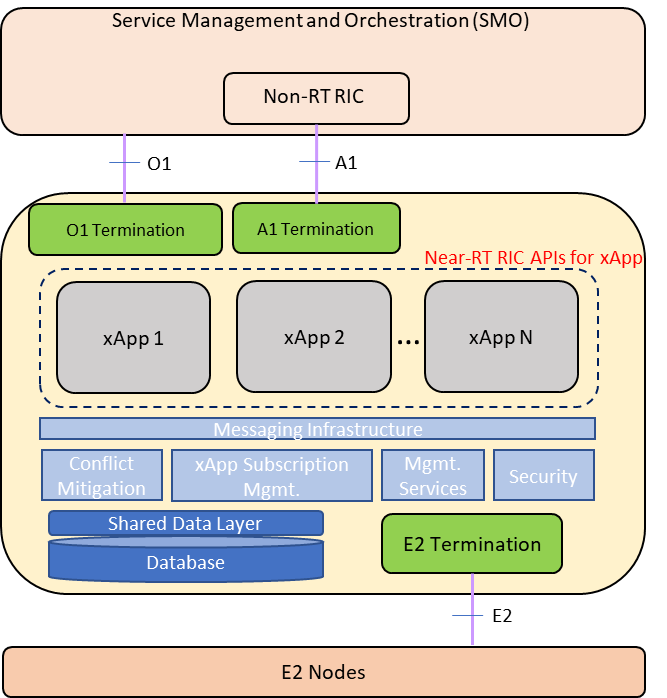 Service Management and Orchestration (SMO)
Non-RT RIC
O1
A1
O1 Termination
A1 Termination
Near-RT RIC APIs for xApp
xApp 1
xApp 2
...
xApp N
Messaging Infrastructure
Conflict
Mitigation
xApp Subscription
Mgmt.
Mgmt.
Services
Security
Shared Data Layer
Database
E2 Termination
E2
E2 Nodes